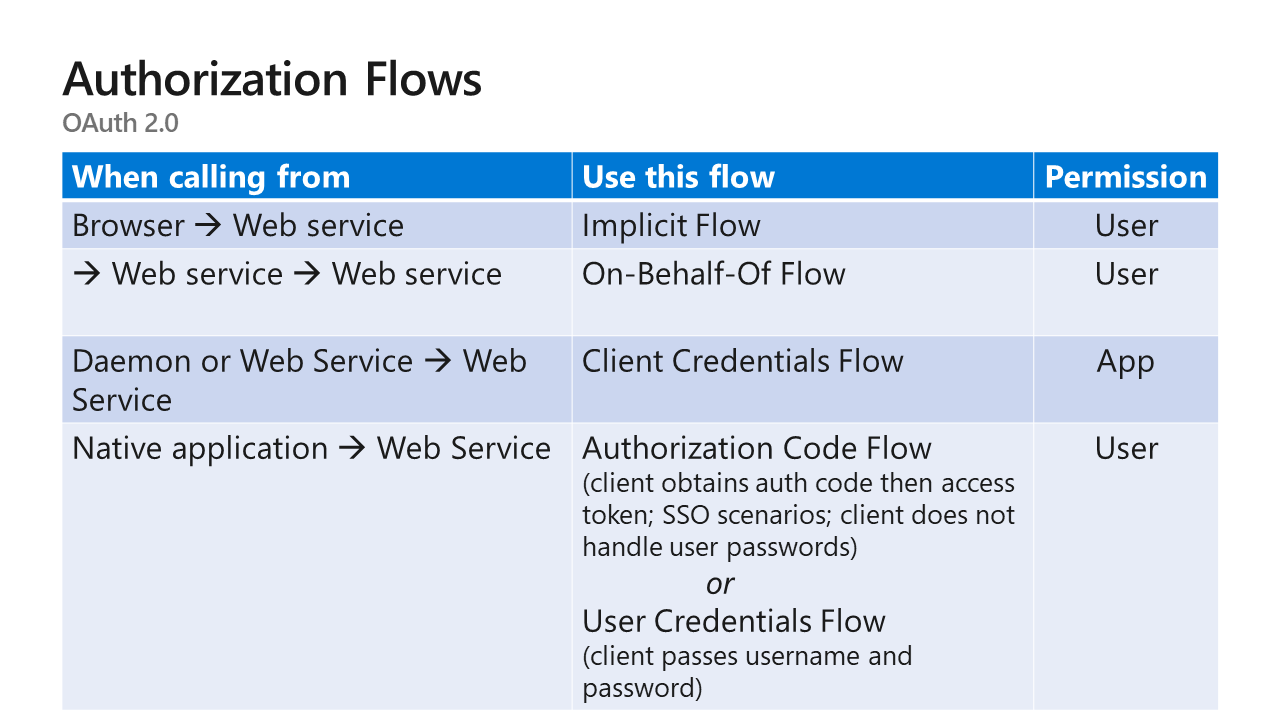 Authorization Flows
OAuth 2.0
When calling from Use this flow Permission
Browser → Web service Implicit Flow User
→ Web service → Web service On-Behalf-Of Flow User
Daemon or Web Service → Web Client Credentials Flow App
Service
Native application → Web Service Authorization Code Flow User
(client obtains auth code then access
token; SSO scenarios; client does not
handle user passwords)
or
User Credentials Flow
(client passes username and
password)